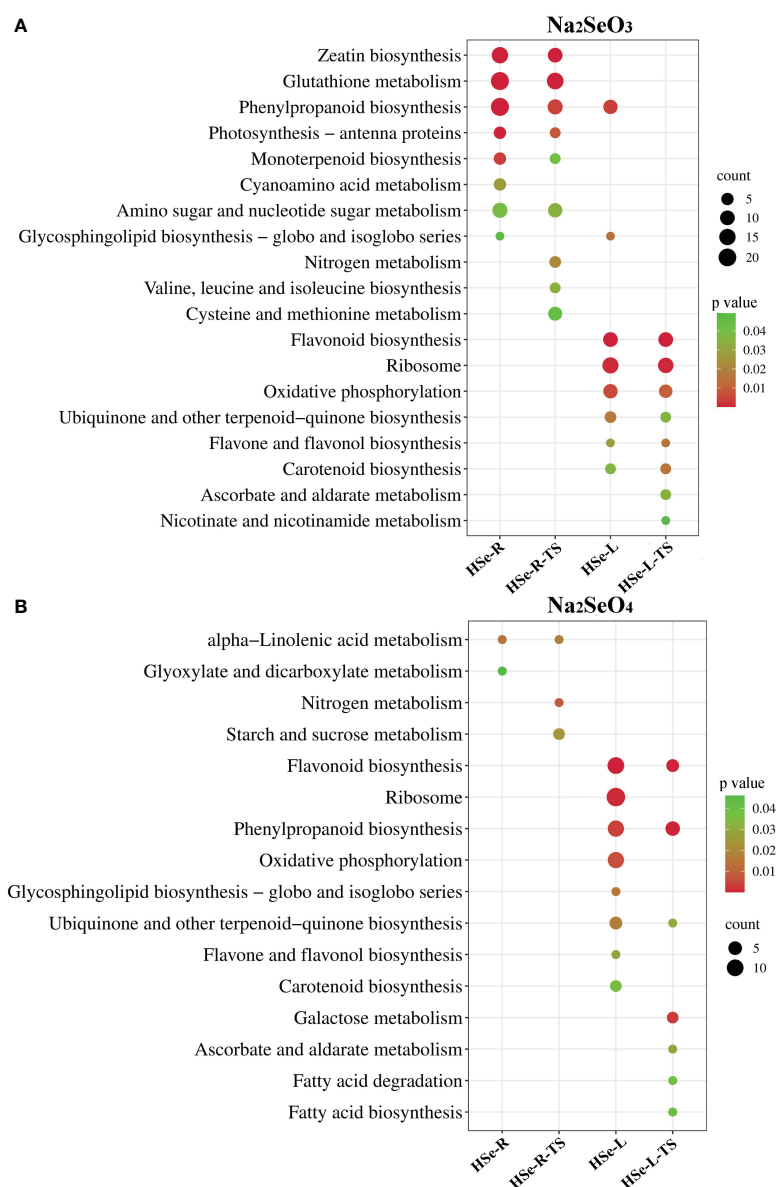 A
Na₂SeO₃
Zeatin biosynthesis
Glutathione metabolism
Phenylpropanoid biosynthesis
Photosynthesis − antenna proteins
Monoterpenoid biosynthesis
Cyanoamino acid metabolism
Amino sugar and nucleotide sugar metabolism
Glycosphingolipid biosynthesis − globo and isoglobo series
Nitrogen metabolism
Valine, leucine and isoleucine biosynthesis
Cysteine and methionine metabolism
Flavonoid biosynthesis
Ribosome
Oxidative phosphorylation
Ubiquinone and other terpenoid−quinone biosynthesis
Flavone and flavonol biosynthesis
Carotenoid biosynthesis
Ascorbate and aldarate metabolism
Nicotinate and nicotinamide metabolism
HSe-R
HSe-R-TS
HSe-L
HSe-L-TS
count
5
10
15
20
p value
0.04
0.03
0.02
0.01
B
Na₂SeO₄
alpha−Linolenic acid metabolism
Glyoxylate and dicarboxylate metabolism
Nitrogen metabolism
Starch and sucrose metabolism
Flavonoid biosynthesis
Ribosome
Phenylpropanoid biosynthesis
Oxidative phosphorylation
Glycosphingolipid biosynthesis − globo and isoglobo series
Ubiquinone and other terpenoid−quinone biosynthesis
Flavone and flavonol biosynthesis
Carotenoid biosynthesis
Galactose metabolism
Ascorbate and aldarate metabolism
Fatty acid degradation
Fatty acid biosynthesis
HSe-R
HSe-R-TS
HSe-L
HSe-L-TS
p value
0.04
0.03
0.02
0.01
count
5
10